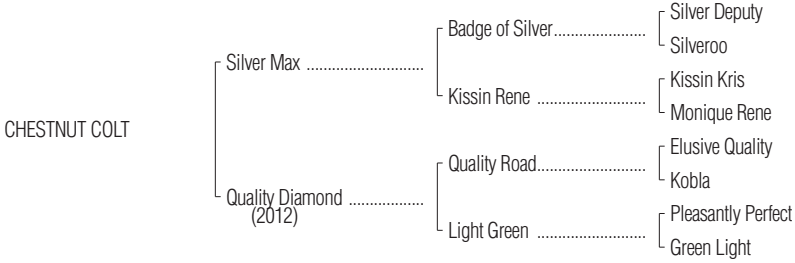 Silver Deputy
Badge of Silver.......................
Silveroo
Silver Max .............................
Kissin Kris
Kissin Rene ...........................
Monique Rene
CHESTNUT COLT
Elusive Quality
Quality Road...........................
Kobla
Quality Diamond ...................
(2012)
Pleasantly Perfect
Light Green ...........................
Green Light